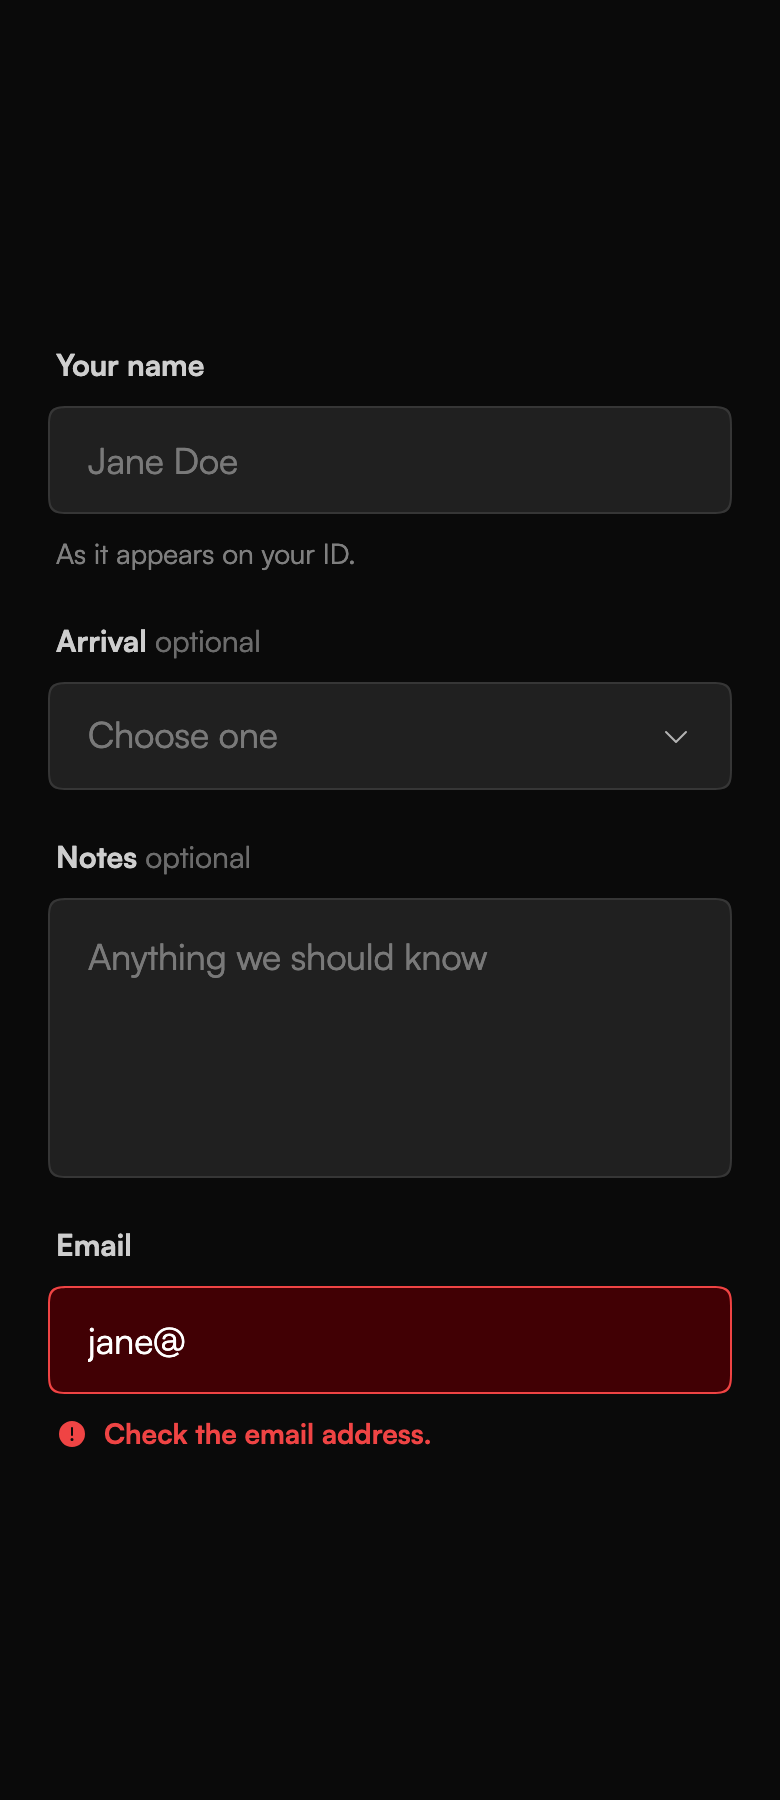 Your name
Jane Doe
As it appears on your ID.
Arrival optional
Choose one
Notes optional
Anything we should know
Email
jane@
Check the email address.